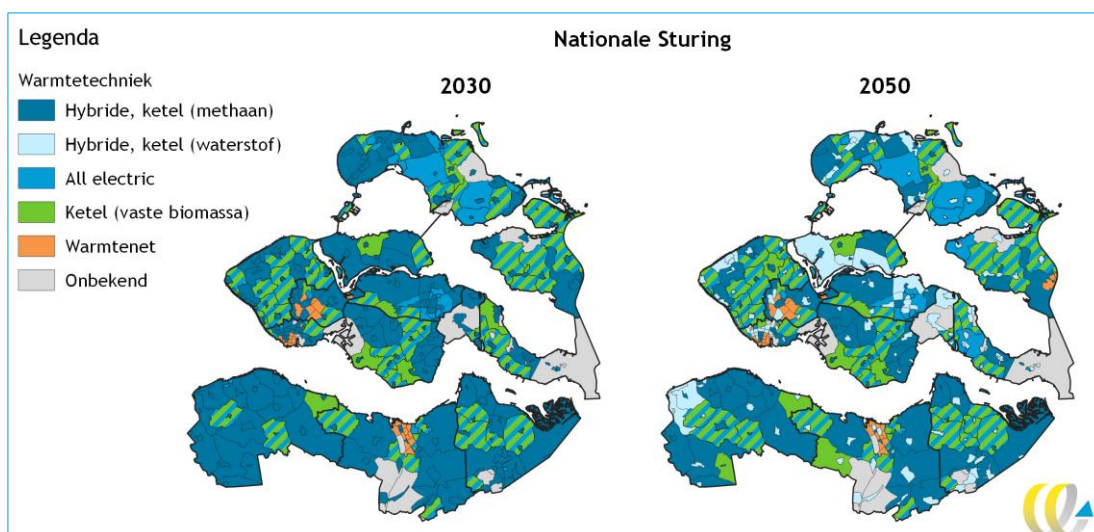 Legenda
Nationale Sturing
Warmtetechniek
Hybride, ketel (methaan)
Hybride, ketel (waterstof)
All electric
Ketel (vaste biomassa)
Warmtenet
Onbekend
2030
2050